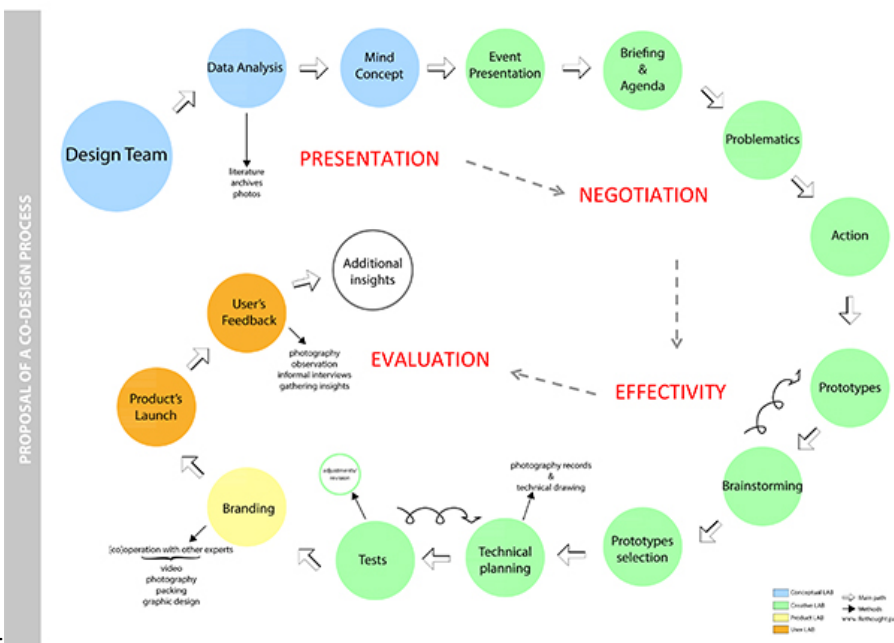 PROPOSAL OF A CO-DESIGN PROCESS
Design Team
Data Analysis
literature
archives
photos
Mind
Concept
Event
Presentation
Briefing
&
Agenda
Problematics
Action
Prototypes
Brainstorming
Prototypes
selection
Technical
planning
photography records
&
technical drawing
Tests
adjustments/
revision
Branding
[co]operation with other experts
video
photography
packing
graphic design
Product's
Launch
User's
Feedback
photography
observation
informal interviews
gathering insights
Additional
insights
PRESENTATION
NEGOTIATION
EFFECTIVITY
EVALUATION
Conceptual LAB
Creative LAB
Product LAB
User LAB
Main path
Methods